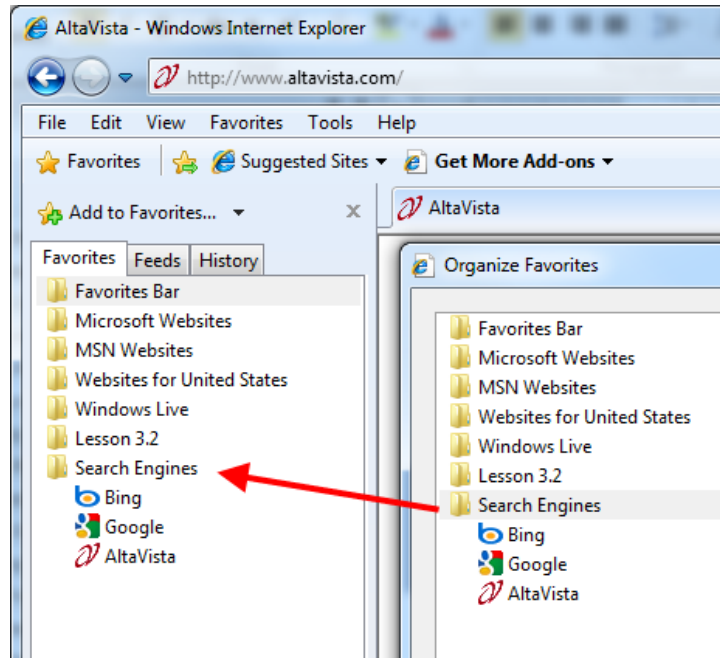 AltaVista - Windows Internet Explorer
http://www.altavista.com/
File Edit View Favorites Tools Help
Favorites Suggested Sites Get More Add-ons
Add to Favorites... x
AltaVista
Favorites Feeds History
Favorites Bar
Microsoft Websites
MSN Websites
Websites for United States
Windows Live
Lesson 3.2
Search Engines
Bing
Google
AltaVista
Organize Favorites
Favorites Bar
Microsoft Websites
MSN Websites
Websites for United States
Windows Live
Lesson 3.2
Search Engines
Bing
Google
AltaVista